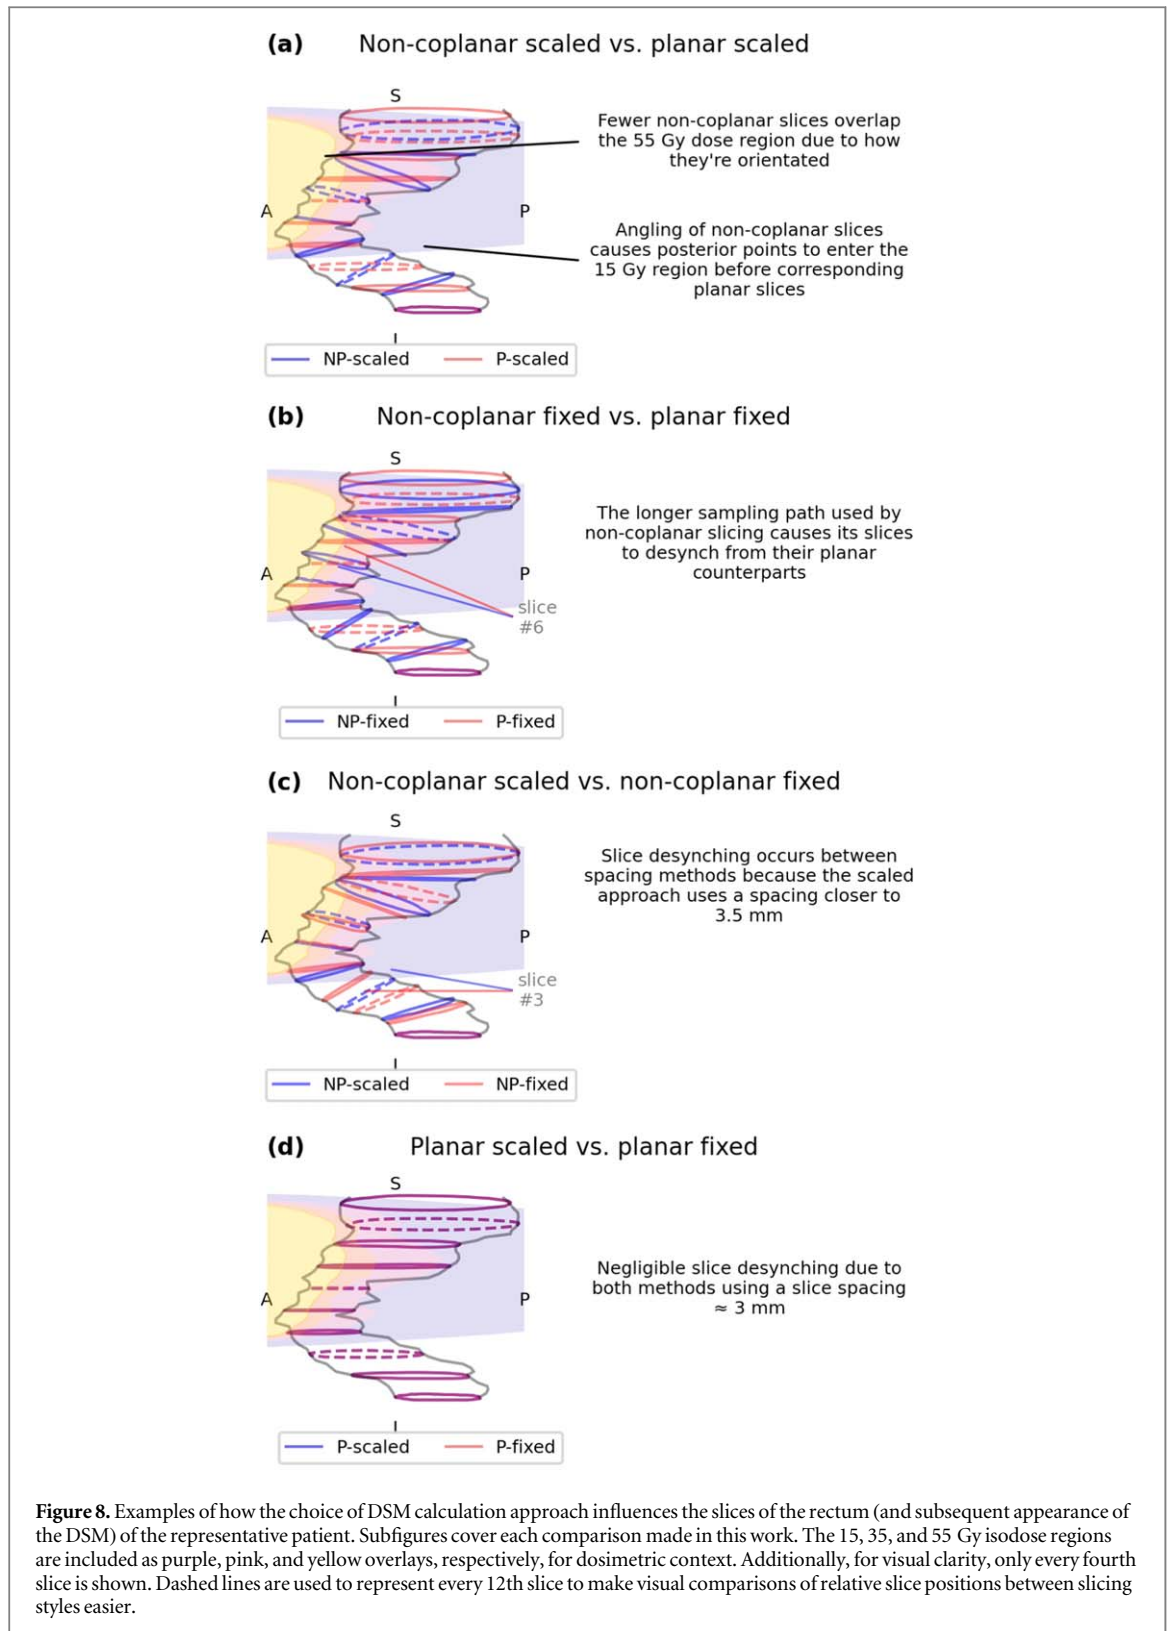 (a) Non-coplanar scaled vs. planar scaled
S
Fewer non-coplanar slices overlap
the 55 Gy dose region due to how
they're orientated
A
P
Angling of non-coplanar slices
causes posterior points to enter the
15 Gy region before corresponding
planar slices
I
NP-scaled P-scaled
(b) Non-coplanar fixed vs. planar fixed
S
The longer sampling path used by
non-coplanar slicing causes its slices
to desynch from their planar
counterparts
A
P
slice
#6
I
NP-fixed P-fixed
(c) Non-coplanar scaled vs. non-coplanar fixed
S
Slice desynching occurs between
spacing methods because the scaled
approach uses a spacing closer to
3.5 mm
A
P
slice
#3
I
NP-scaled NP-fixed
(d) Planar scaled vs. planar fixed
S
Negligible slice desynching due to
both methods using a slice spacing
≈ 3 mm
A
P
I
P-scaled P-fixed
Figure 8. Examples of how the choice of DSM calculation approach influences the slices of the rectum (and subsequent appearance of
the DSM) of the representative patient. Subfigures cover each comparison made in this work. The 15, 35, and 55 Gy isodose regions
are included as purple, pink, and yellow overlays, respectively, for dosimetric context. Additionally, for visual clarity, only every fourth
slice is shown. Dashed lines are used to represent every 12th slice to make visual comparisons of relative slice positions between slicing
styles easier.